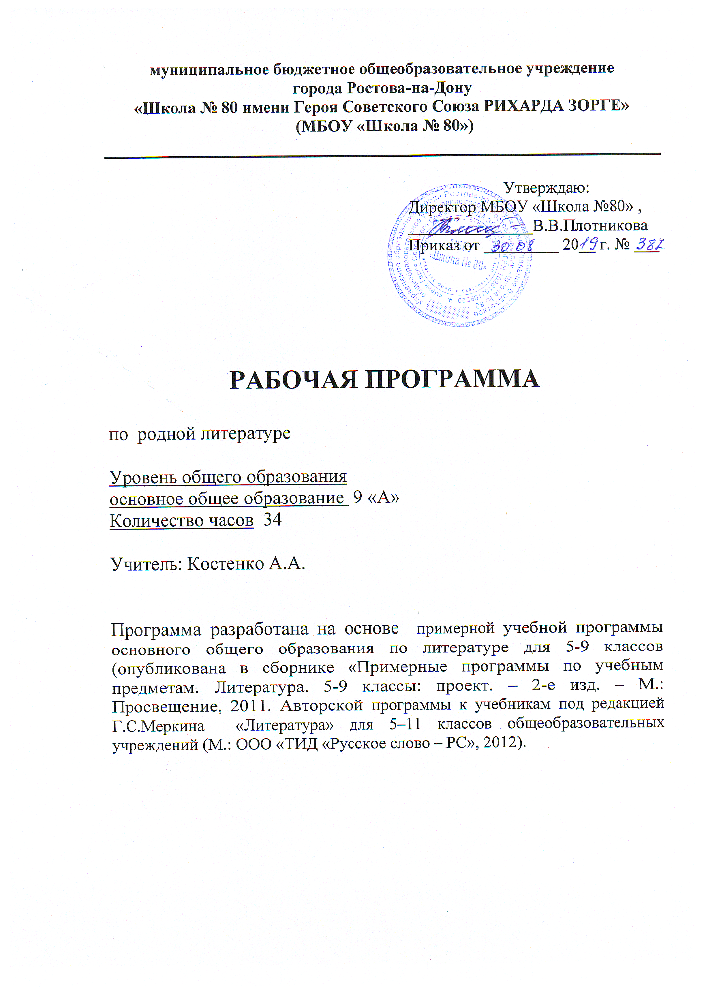 муниципальное бюджетное общеобразовательное учреждение
города Ростова-на-Дону
«Школа № 80 имени Героя Советского Союза РИХАРДА ЗОРГЕ»
(МБОУ «Школа № 80»)
Утверждаю:
Директор МБОУ «Школа №80» ,
В.В.Плотникова
Приказ от 30.08 2019 г. № 387
«Школа № 80»
РАБОЧАЯ ПРОГРАММА
по родной литературе
Уровень общего образования
основное общее образование 9 «А»
Количество часов 34
Учитель: Костенко А.А.
Программа разработана на основе примерной учебной программы
основного общего образования по литературе для 5-9 классов
(опубликована в сборнике «Примерные программы по учебным
предметам. Литература. 5-9 классы: проект. – 2-е изд. – М.:
Просвещение, 2011. Авторской программы к учебникам под редакцией
Г.С.Меркина «Литература» для 5–11 классов общеобразовательных
учреждений (М.: ООО «ТИД «Русское слово – РС», 2012).